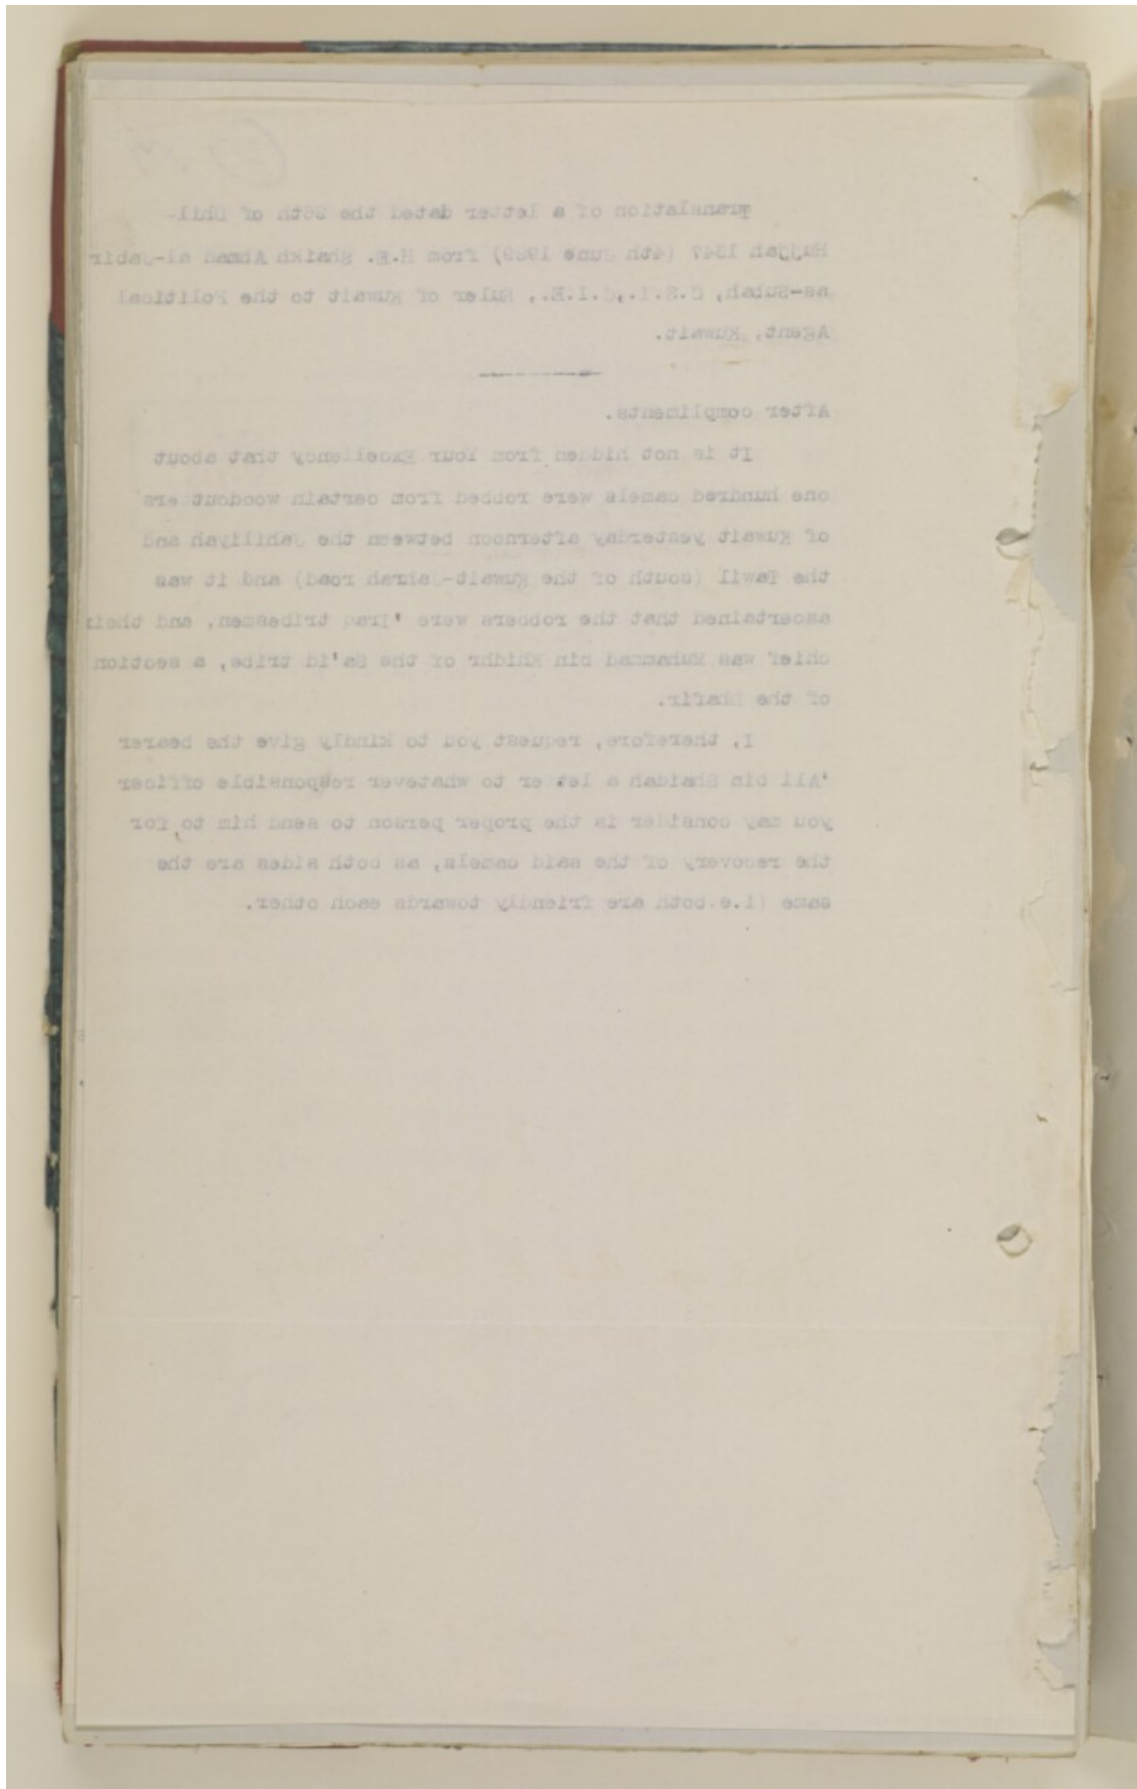 Translation of a letter dated the 26th of Dhil-
Hujjah 1347 (4th June 1929) from H.E. Shaikh Ahmad al-Jabir
as-Subah, C.S.I.,C.I.E., Ruler of Kuwait to the Political
Agent, Kuwait.
After compliments.
It is not hidden from Your Excellency that about
one hundred camels were robbed from certain woodcutters
of Kuwait yesterday afternoon between the Jahiliyah and
the Tawil (south of the Kuwait-Jahrah road) and it was
ascertained that the robbers were 'Iraq tribesmen, and their
chief was Muhammad bin Khidhr of the Sa'id tribe, a section
of the Dhafir.
I, therefore, request you to kindly give the bearer
'Ali bin Shaidah a letter to whatever responsible officer
you may consider is the proper person to send him to, for
the recovery of the said camels, as both sides are the
same (i.e.both are friendly towards each other.